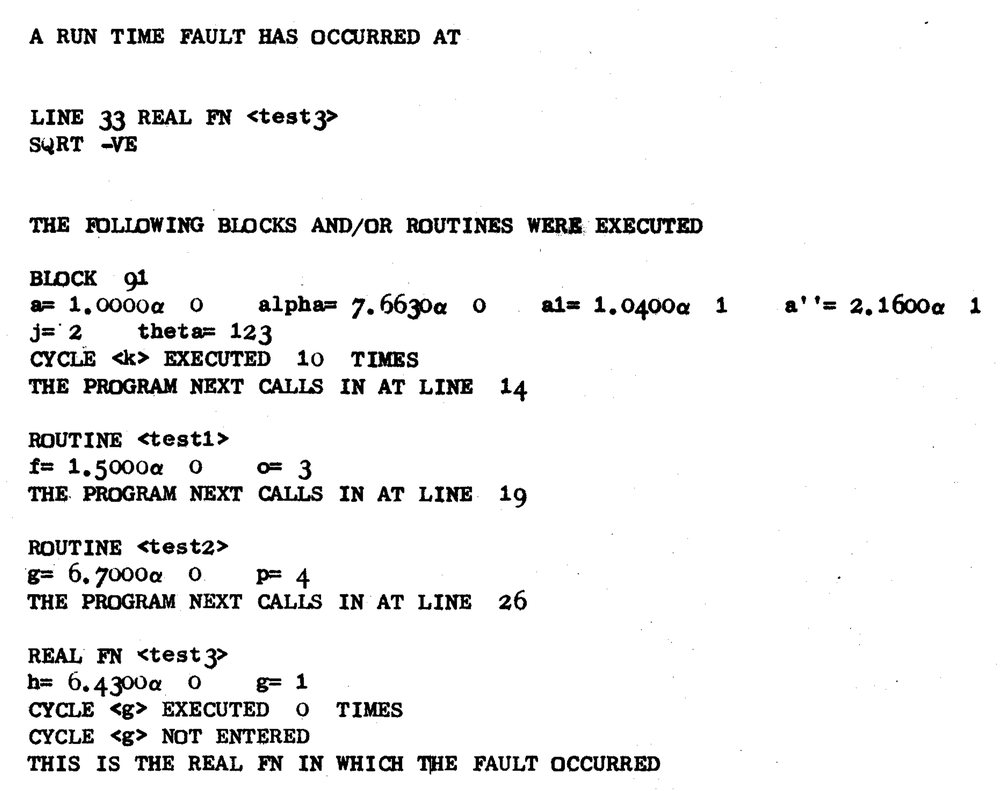 A RUN TIME FAULT HAS OCCURRED AT
LINE 33 REAL FN <test3>
SQRT -VE
THE FOLLOWING BLOCKS AND/OR ROUTINES WERE EXECUTED
BLOCK 91
a= 1.0000α 0 alpha= 7.6630α 0 a1= 1.0400α 1 a''= 2.1600α 1
j= 2 theta= 123
CYCLE <k> EXECUTED 10 TIMES
THE PROGRAM NEXT CALLS IN AT LINE 14
ROUTINE <test1>
f= 1.5000α 0 o= 3
THE PROGRAM NEXT CALLS IN AT LINE 19
ROUTINE <test2>
g= 6.7000α 0 p= 4
THE PROGRAM NEXT CALLS IN AT LINE 26
REAL FN <test3>
h= 6.4300α 0 g= 1
CYCLE <g> EXECUTED 0 TIMES
CYCLE <g> NOT ENTERED
THIS IS THE REAL FN IN WHICH THE FAULT OCCURRED